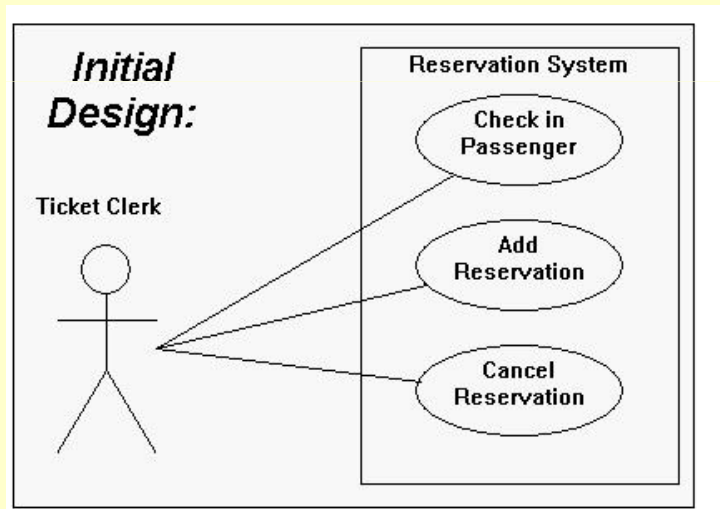 Initial
Design:
Reservation System
Check in
Passenger
Ticket Clerk
Add
Reservation
Cancel
Reservation